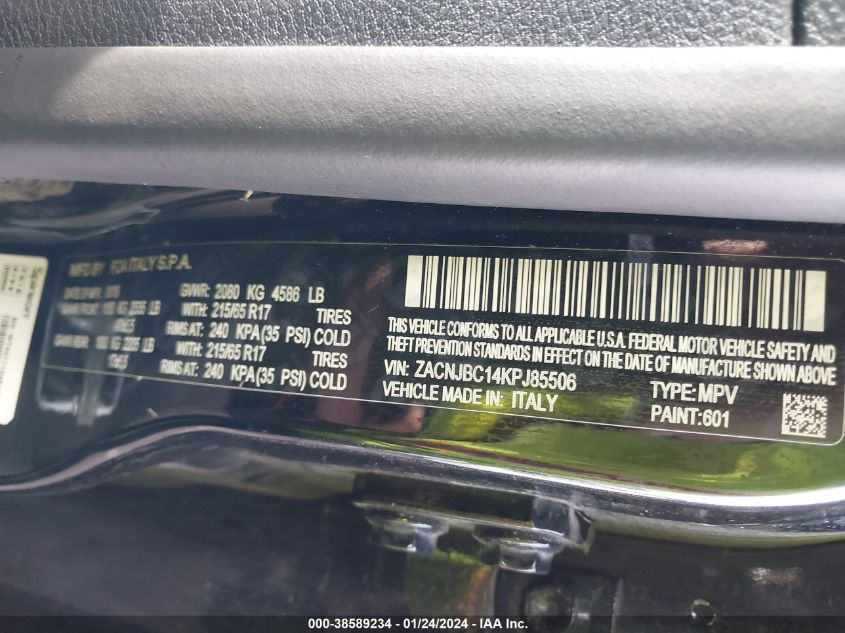 MFD BY FCA ITALY S.P.A.
GVWR: 2080 KG 4586 LB
WITH: 215/65 R17 TIRES
RIMS AT: 240 KPA(35 PSI) COLD
WITH: 215/65 R17 TIRES
RIMS AT: 240 KPA(35 PSI) COLD
THIS VEHICLE CONFORMS TO ALL APPLICABLE U.S.A. FEDERAL MOTOR VEHICLE SAFETY AND
THEFT PREVENTION STANDARDS IN EFFECT ON THE DATE OF MANUFACTURE SHOWN ABOVE
VIN: ZACNJBC14KPJ85506 TYPE:MPV
VEHICLE MADE IN: ITALY PAINT:601
000-38589234 - 01/24/2024 - IAA Inc.